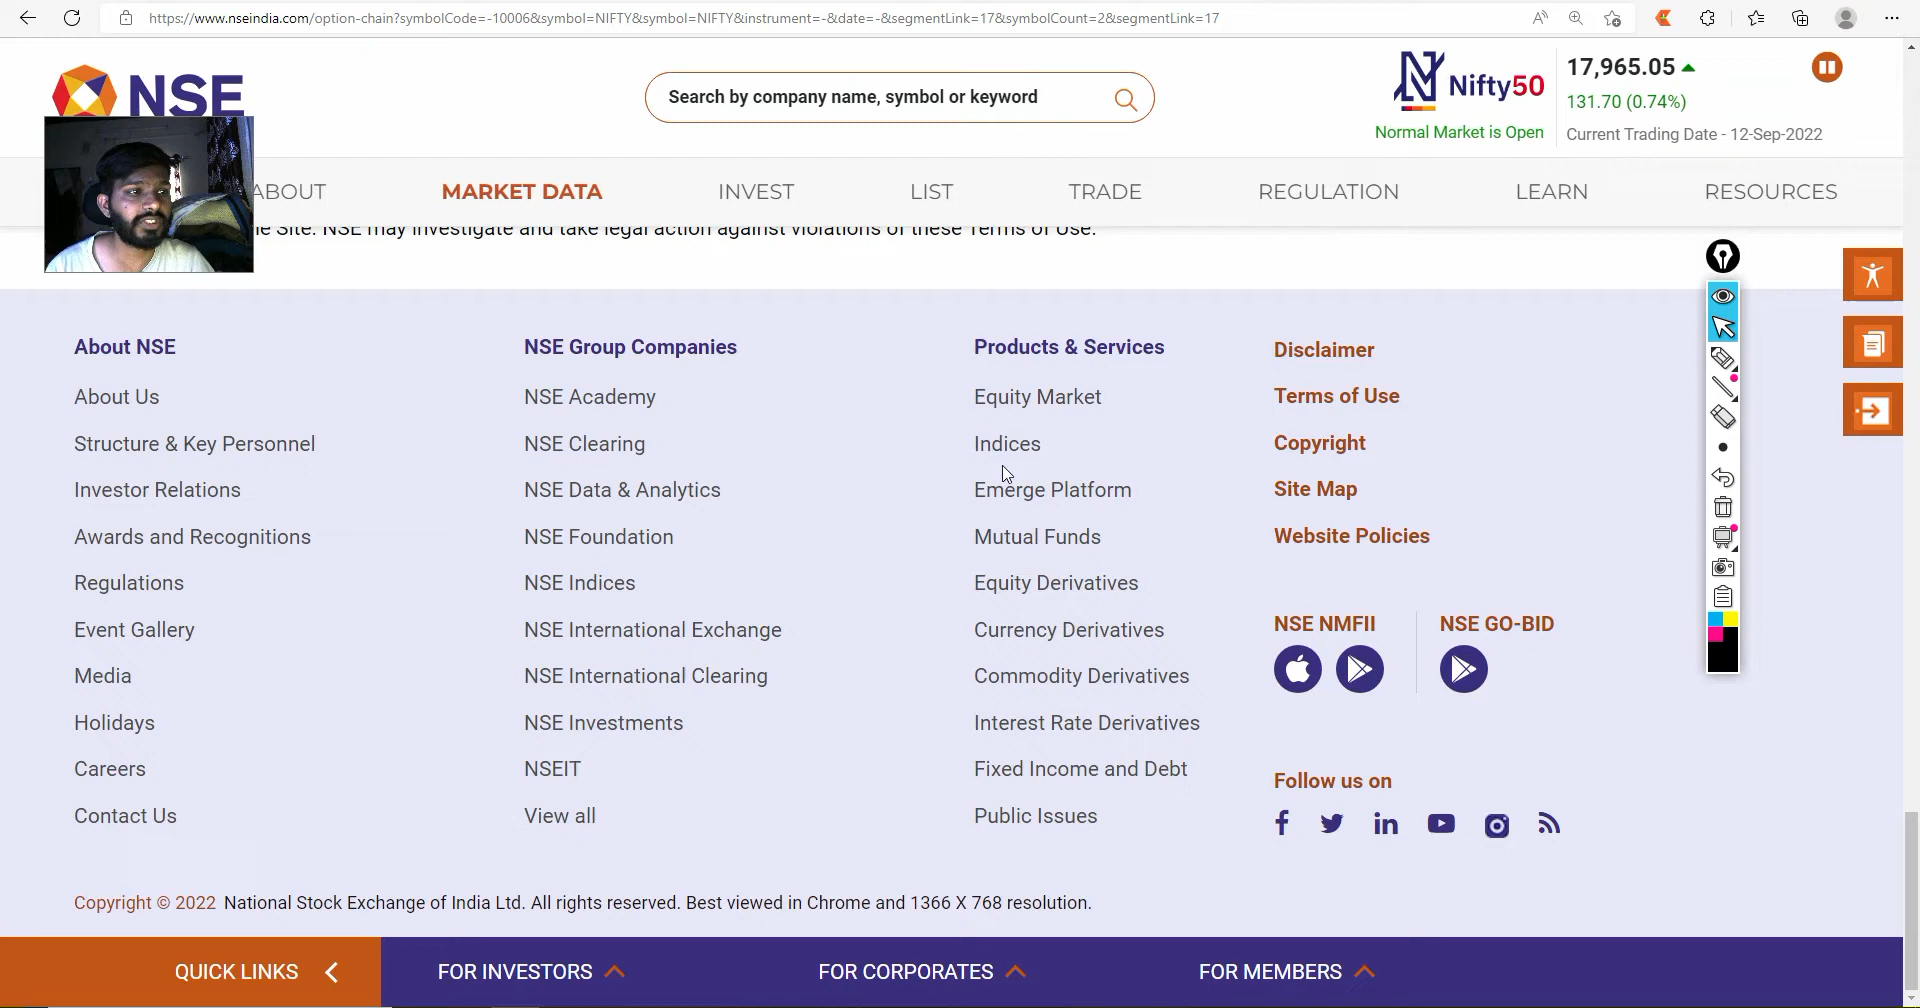 https://www.nseindia.com/option-chain?symbolCode=-10006&symbol=NIFTY&symbol=NIFTY&instrument=-&date=-&segmentLink=17&symbolCount=2&segmentLink=17
NSE
Search by company name, symbol or keyword
Nifty50
Normal Market is Open
17,965.05
131.70 (0.74%)
Current Trading Date - 12-Sep-2022
ABOUT
MARKET DATA
INVEST
LIST
TRADE
REGULATION
LEARN
RESOURCES
Site. NSE may investigate and take legal action against violations of these Terms of Use.
About NSE
About Us
Structure & Key Personnel
Investor Relations
Awards and Recognitions
Regulations
Event Gallery
Media
Holidays
Careers
Contact Us
NSE Group Companies
NSE Academy
NSE Clearing
NSE Data & Analytics
NSE Foundation
NSE Indices
NSE International Exchange
NSE International Clearing
NSE Investments
NSEIT
View all
Products & Services
Equity Market
Indices
Emerge Platform
Mutual Funds
Equity Derivatives
Currency Derivatives
Commodity Derivatives
Interest Rate Derivatives
Fixed Income and Debt
Public Issues
Disclaimer
Terms of Use
Copyright
Site Map
Website Policies
NSE NMFII
NSE GO-BID
Follow us on
Copyright © 2022 National Stock Exchange of India Ltd. All rights reserved. Best viewed in Chrome and 1366 X 768 resolution.
QUICK LINKS
FOR INVESTORS
FOR CORPORATES
FOR MEMBERS